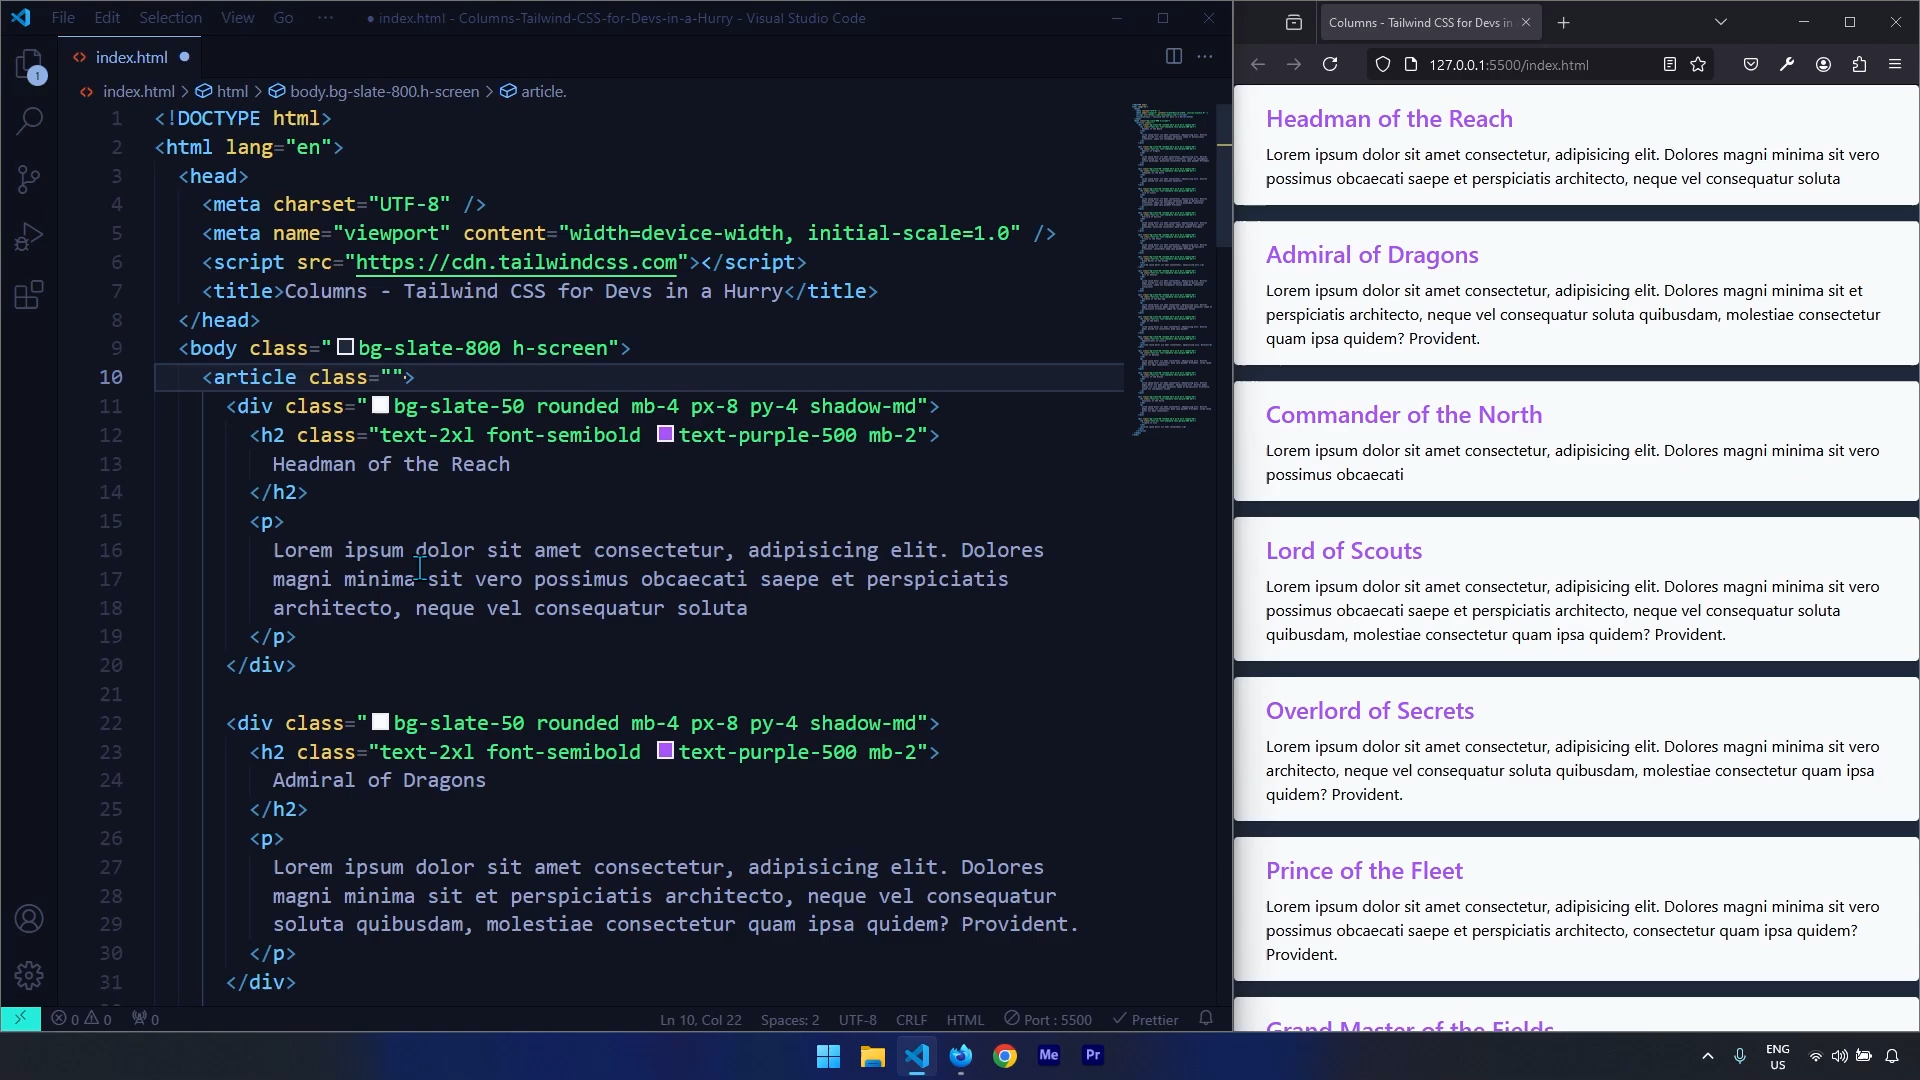 File Edit Selection View Go ··· ● index.html - Columns-Tailwind-CSS-for-Devs-in-a-Hurry - Visual Studio Code
1
index.html
index.html > html > body.bg-slate-800.h-screen > article.
1 <!DOCTYPE html>
2 <html lang="en">
3 <head>
4 <meta charset="UTF-8" />
5 <meta name="viewport" content="width=device-width, initial-scale=1.0" />
6 <script src="https://cdn.tailwindcss.com"></script>
7 <title>Columns - Tailwind CSS for Devs in a Hurry</title>
8 </head>
9 <body class="bg-slate-800 h-screen">
10 <article class="">
11 <div class="bg-slate-50 rounded mb-4 px-8 py-4 shadow-md">
12 <h2 class="text-2xl font-semibold text-purple-500 mb-2">
13 Headman of the Reach
14 </h2>
15 <p>
16 Lorem ipsum dolor sit amet consectetur, adipisicing elit. Dolores
17 magni minima sit vero possimus obcaecati saepe et perspiciatis
18 architecto, neque vel consequatur soluta
19 </p>
20 </div>
21
22 <div class="bg-slate-50 rounded mb-4 px-8 py-4 shadow-md">
23 <h2 class="text-2xl font-semibold text-purple-500 mb-2">
24 Admiral of Dragons
25 </h2>
26 <p>
27 Lorem ipsum dolor sit amet consectetur, adipisicing elit. Dolores
28 magni minima sit et perspiciatis architecto, neque vel consequatur
29 soluta quibusdam, molestiae consectetur quam ipsa quidem? Provident.
30 </p>
31 </div>
0 0 0 Ln 10, Col 22 Spaces: 2 UTF-8 CRLF HTML Port : 5500 Prettier
Columns - Tailwind CSS for Devs in
127.0.0.1:5500/index.html
Headman of the Reach
Lorem ipsum dolor sit amet consectetur, adipisicing elit. Dolores magni minima sit vero
possimus obcaecati saepe et perspiciatis architecto, neque vel consequatur soluta
Admiral of Dragons
Lorem ipsum dolor sit amet consectetur, adipisicing elit. Dolores magni minima sit et
perspiciatis architecto, neque vel consequatur soluta quibusdam, molestiae consectetur
quam ipsa quidem? Provident.
Commander of the North
Lorem ipsum dolor sit amet consectetur, adipisicing elit. Dolores magni minima sit vero
possimus obcaecati
Lord of Scouts
Lorem ipsum dolor sit amet consectetur, adipisicing elit. Dolores magni minima sit vero
possimus obcaecati saepe et perspiciatis architecto, neque vel consequatur soluta
quibusdam, molestiae consectetur quam ipsa quidem? Provident.
Overlord of Secrets
Lorem ipsum dolor sit amet consectetur, adipisicing elit. Dolores magni minima sit vero
architecto, neque vel consequatur soluta quibusdam, molestiae consectetur quam ipsa
quidem? Provident.
Prince of the Fleet
Lorem ipsum dolor sit amet consectetur, adipisicing elit. Dolores magni minima sit vero
possimus obcaecati saepe et perspiciatis architecto, consectetur quam ipsa quidem?
Provident.
Grand Master of the Fields
Me Pr
ENG
US